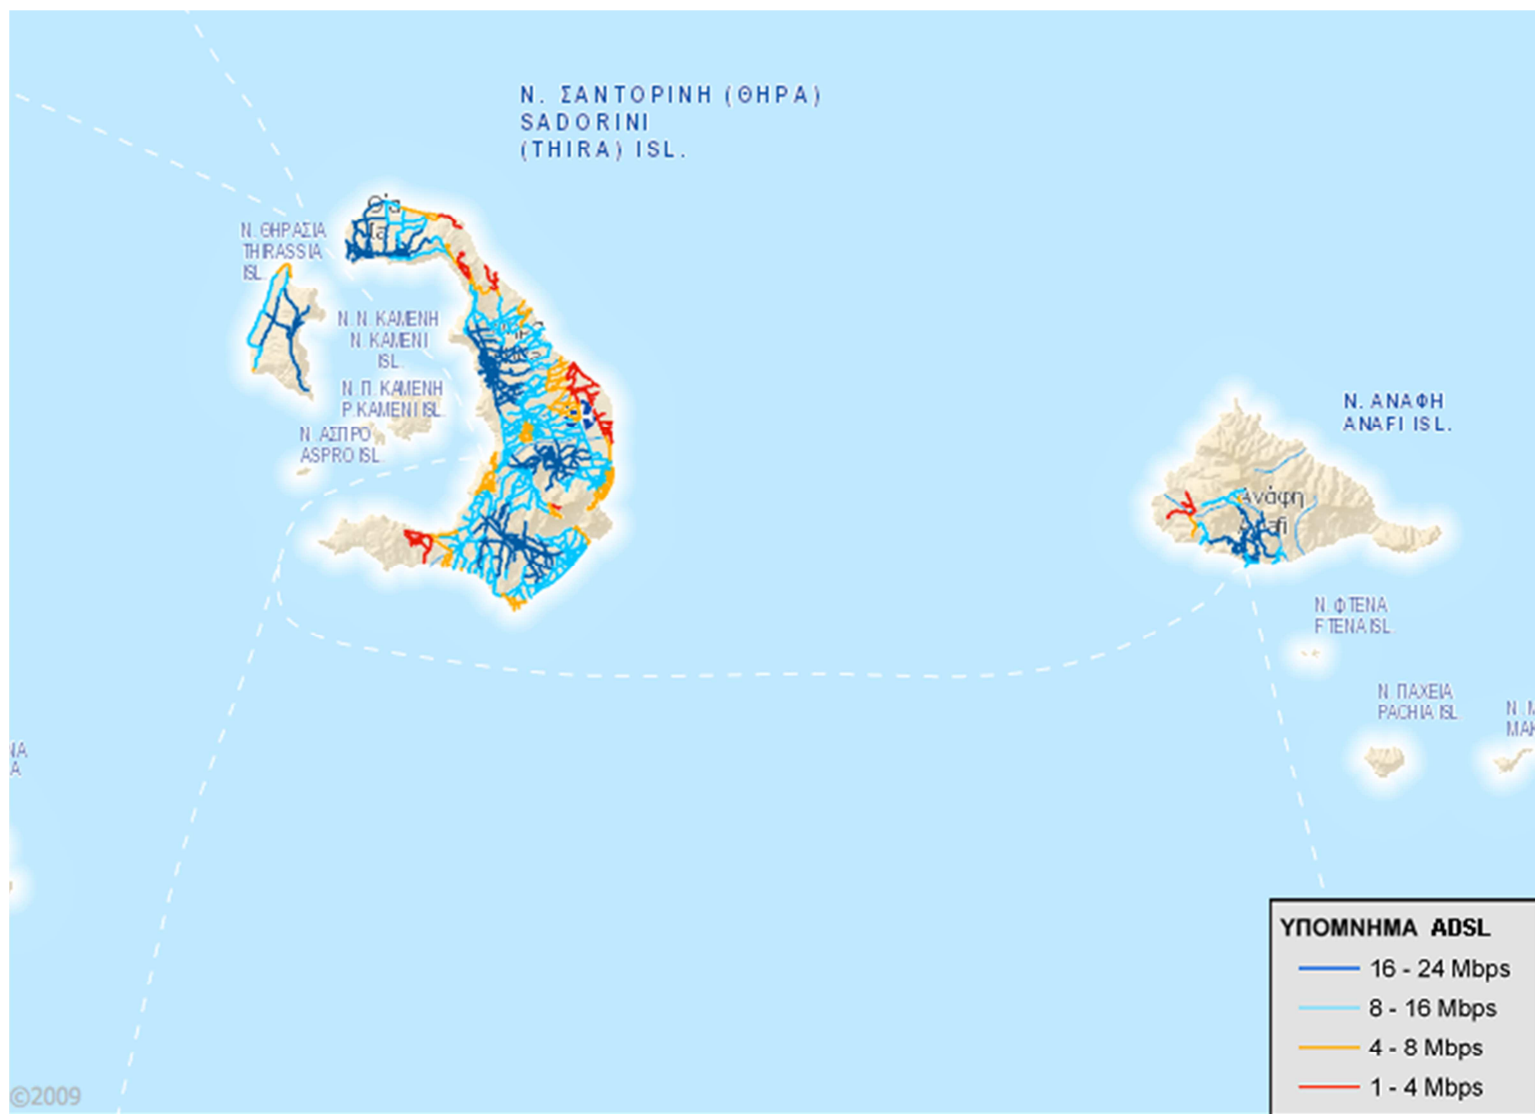 Ν. ΣΑΝΤΟΡΙΝΗ (ΘΗΡΑ)
SADORINI
(THIRA) ISL.
Ν. ΘΗΡΑΣΙΑ
THIRASSIA
ISL.
Ν. Ν. ΚΑΜΕΝΗ
N. KAMENI
ISL.
Ν. Π. ΚΑΜΕΝΗ
P.KAMENI ISL.
Ν. ΑΣΠΡΟ
ASPRO ISL.
Ν. ΑΝΑΦΗ
ANAFI ISL.
Ανάφη
Ν. ΦΤΕΝΑ
FTENA ISL.
Ν. ΠΑΧΕΙΑ
PACHIA ISL
ΥΠΟΜΝΗΜΑ ADSL
16 - 24 Mbps
8 - 16 Mbps
4 - 8 Mbps
1 - 4 Mbps
©2009